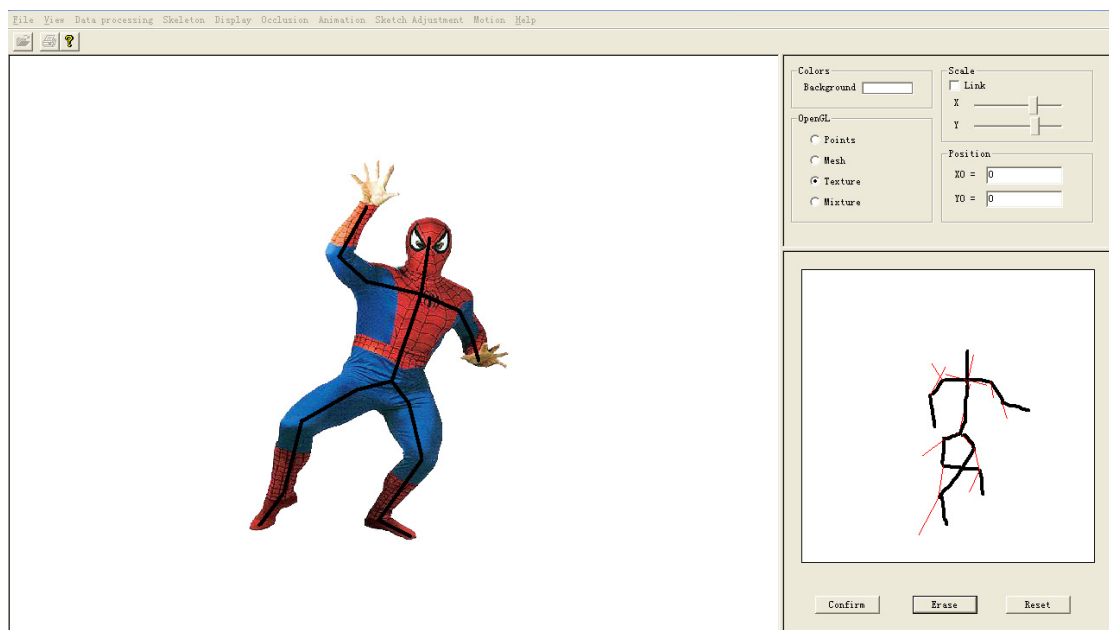 File View Data processing Skeleton Display Occlusion Animation Sketch Adjustment Motion Help
?
Colors
Background
OpenGL
Points
Mesh
Texture
Mixture
Scale
Link
X
Y
Position
X0 = 0
Y0 = 0
Confirm Erase Reset